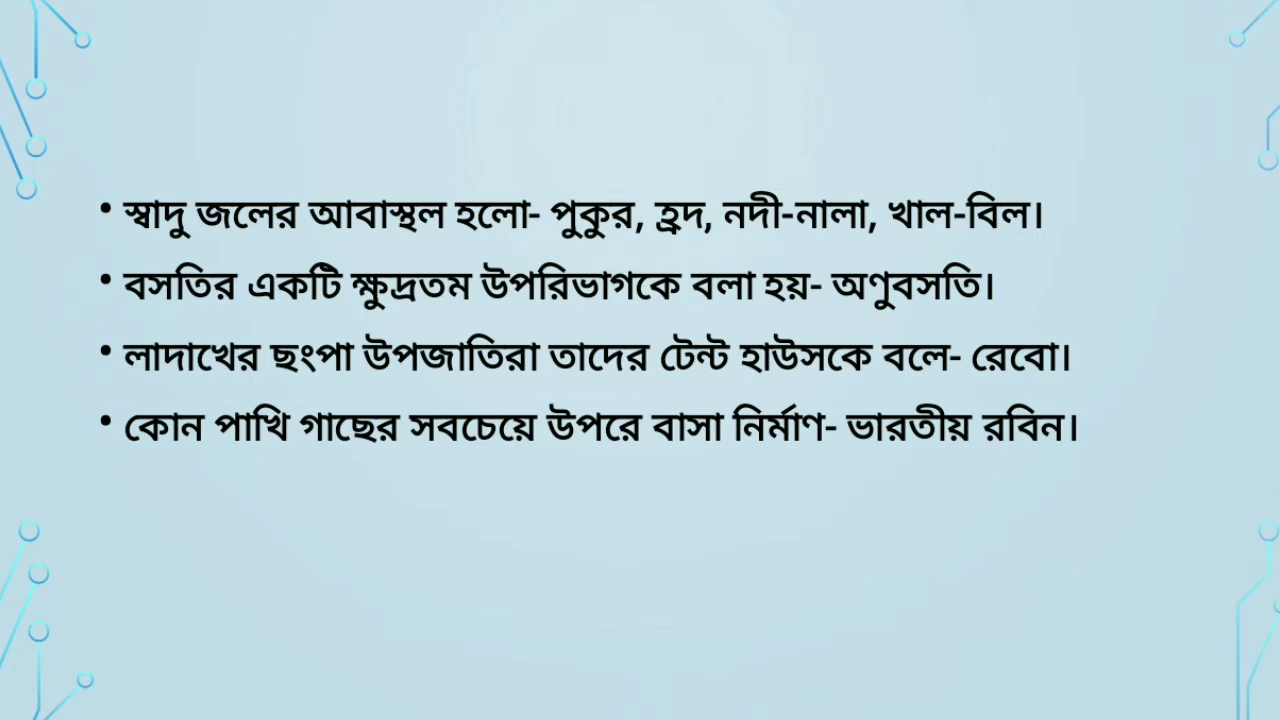 • স্বাদু জলের আবাস্থল হলো- পুকুর, হ্রদ, নদী-নালা, খাল-বিল।
• বসতির একটি ক্ষুদ্রতম উপরিভাগকে বলা হয়- অণুবসতি।
• লাদাখের ছংপা উপজাতিরা তাদের টেন্ট হাউসকে বলে- রেবো।
• কোন পাখি গাছের সবচেয়ে উপরে বাসা নির্মাণ- ভারতীয় রবিন।